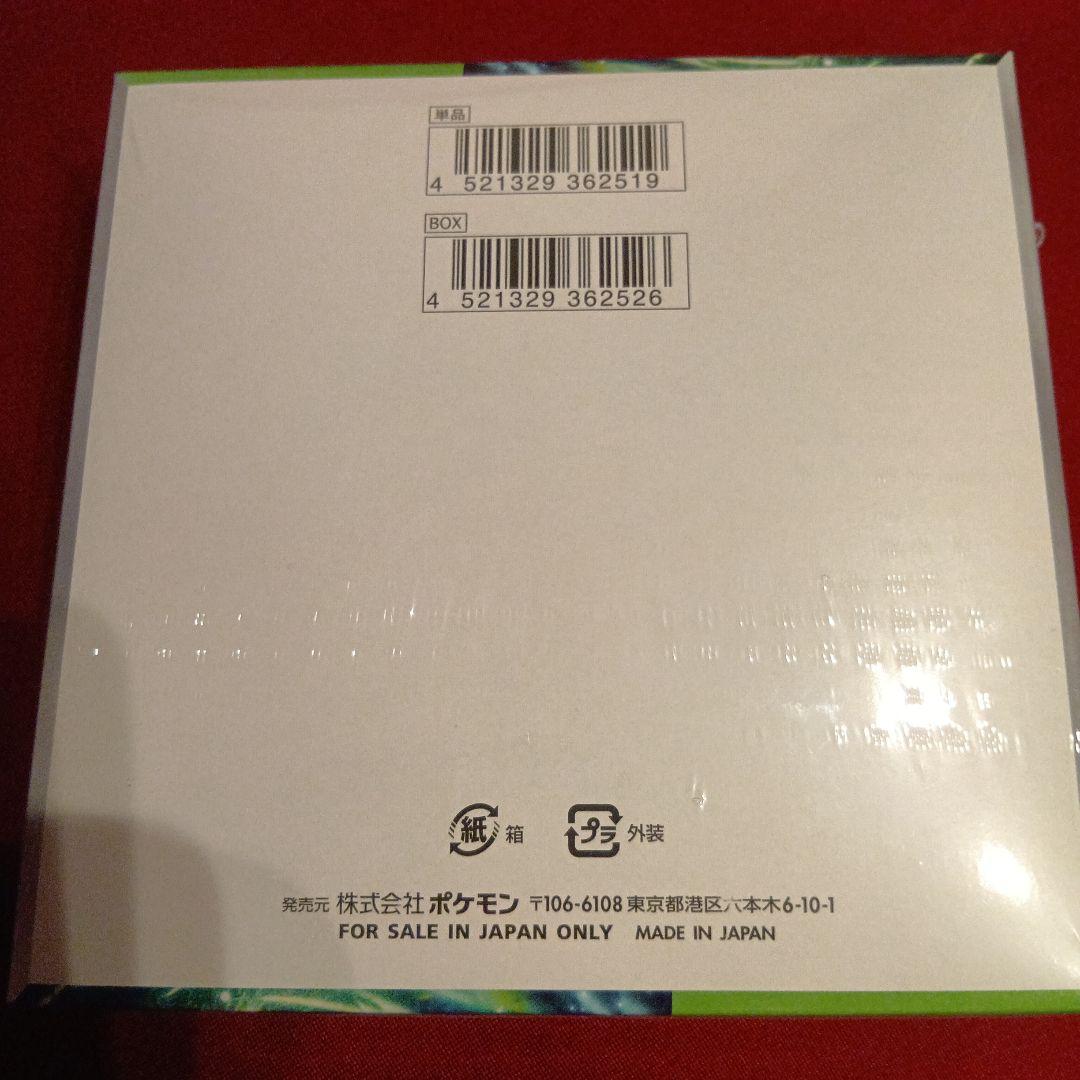 単品
4 521329 362519
BOX
4 521329 362526
紙 箱 プラ 外装
発売元 株式会社 ポケモン 〒106-6108 東京都港区六本木6-10-1
FOR SALE IN JAPAN ONLY MADE IN JAPAN